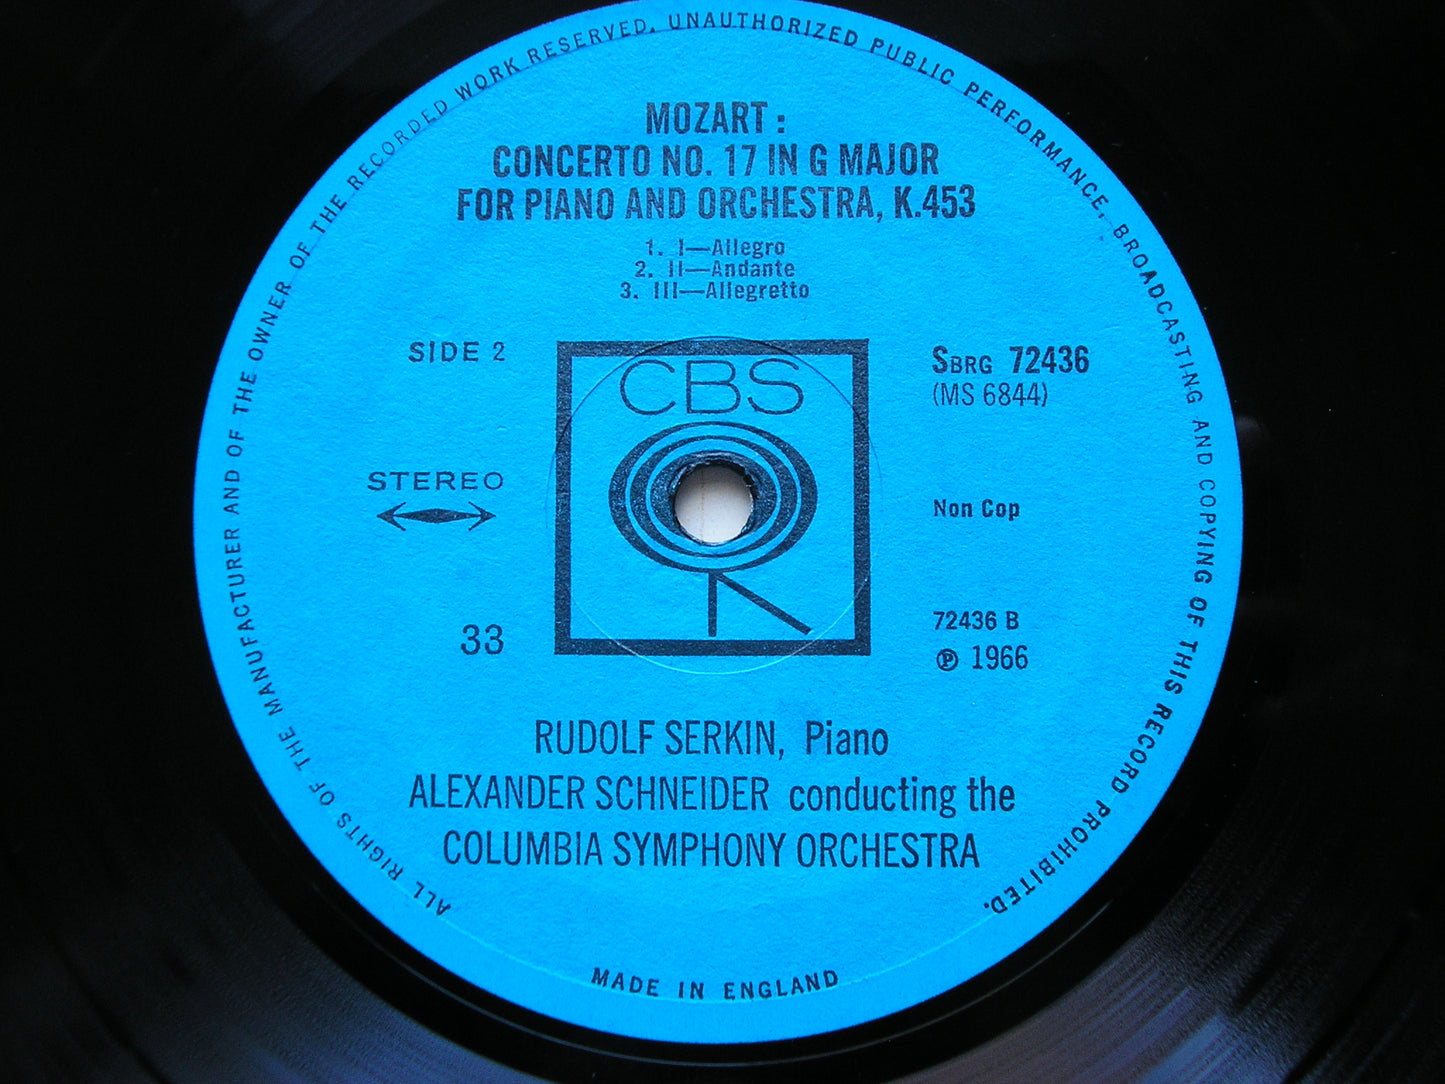 ALL RIGHTS OF THE MANUFACTURER AND OF THE OWNER OF THE RECORDED WORK RESERVED. UNAUTHORIZED PUBLIC PERFORMANCE, BROADCASTING AND COPYING OF THIS RECORD PROHIBITED.
MOZART :
CONCERTO NO. 17 IN G MAJOR
FOR PIANO AND ORCHESTRA, K.453
1. I—Allegro
2. II—Andante
3. III—Allegretto
SIDE 2
CBS
SBRG 72436
(MS 6844)
STEREO
Non Cop
33
72436 B
℗ 1966
RUDOLF SERKIN, Piano
ALEXANDER SCHNEIDER conducting the
COLUMBIA SYMPHONY ORCHESTRA
MADE IN ENGLAND